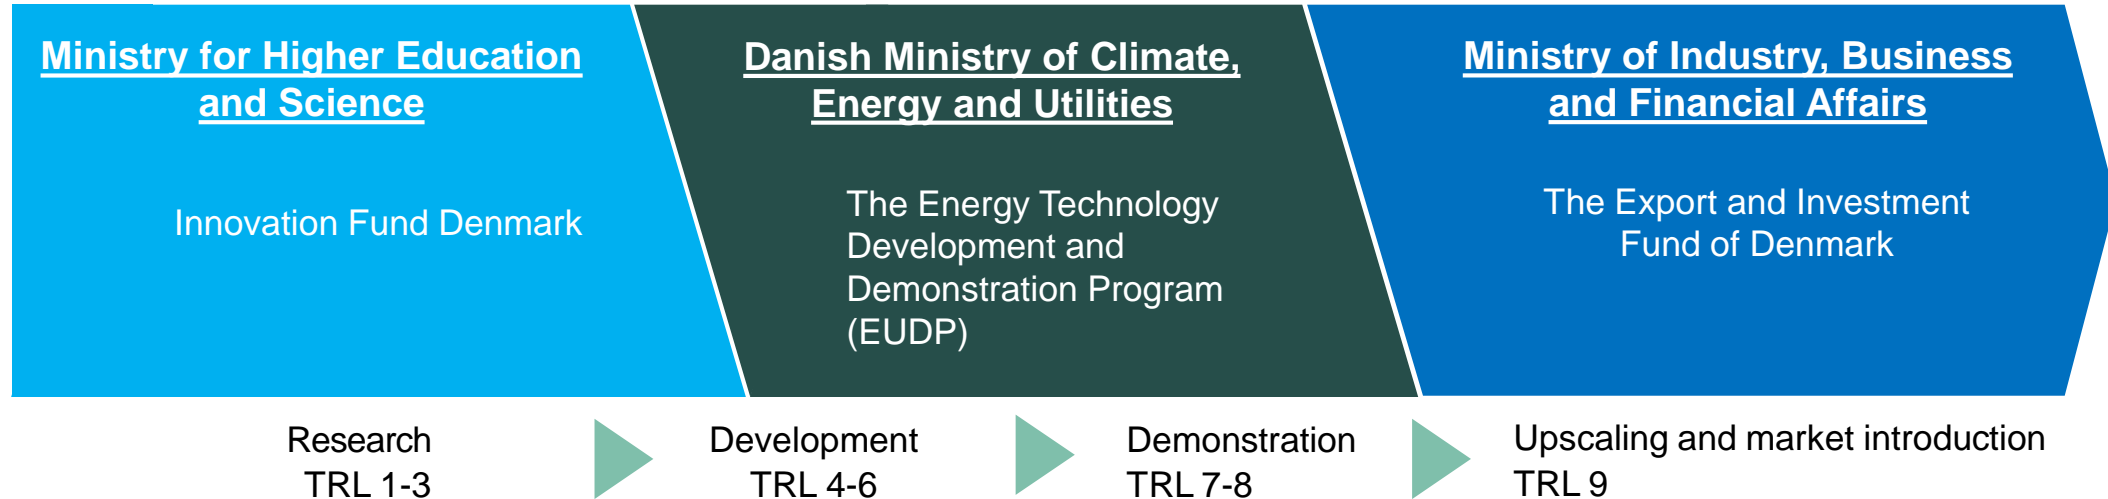 Ministry for Higher Education
and Science
Innovation Fund Denmark
Danish Ministry of Climate,
Energy and Utilities
The Energy Technology
Development and
Demonstration Program
(EUDP)
Ministry of Industry, Business
and Financial Affairs
The Export and Investment
Fund of Denmark
Research
TRL 1-3
Development
TRL 4-6
Demonstration
TRL 7-8
Upscaling and market introduction
TRL 9